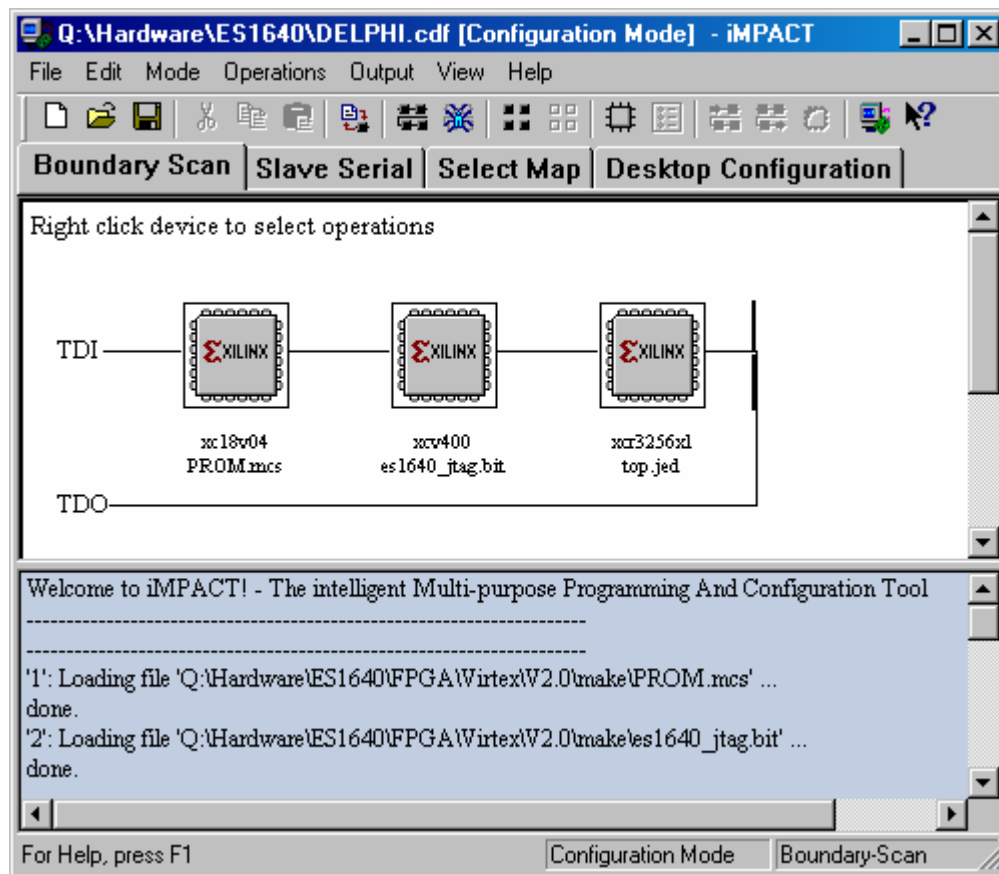 Q:\Hardware\ES1640\DELPHI.cdf [Configuration Mode] - iMPACT
File Edit Mode Operations Output View Help
Boundary Scan Slave Serial Select Map Desktop Configuration
Right click device to select operations
TDI XILINX XILINX XILINX
xc18v04 xcv400 xcr3256xl
PROM.mcs es1640_jtag.bit top.jed
TDO
Welcome to iMPACT! - The intelligent Multi-purpose Programming And Configuration Tool
----------------------------------------------------------------------
----------------------------------------------------------------------
'1': Loading file 'Q:\Hardware\ES1640\FPGA\Virtex\V2.0\make\PROM.mcs' ...
done.
'2': Loading file 'Q:\Hardware\ES1640\FPGA\Virtex\V2.0\make\es1640_jtag.bit' ...
done.
For Help, press F1 Configuration Mode Boundary-Scan